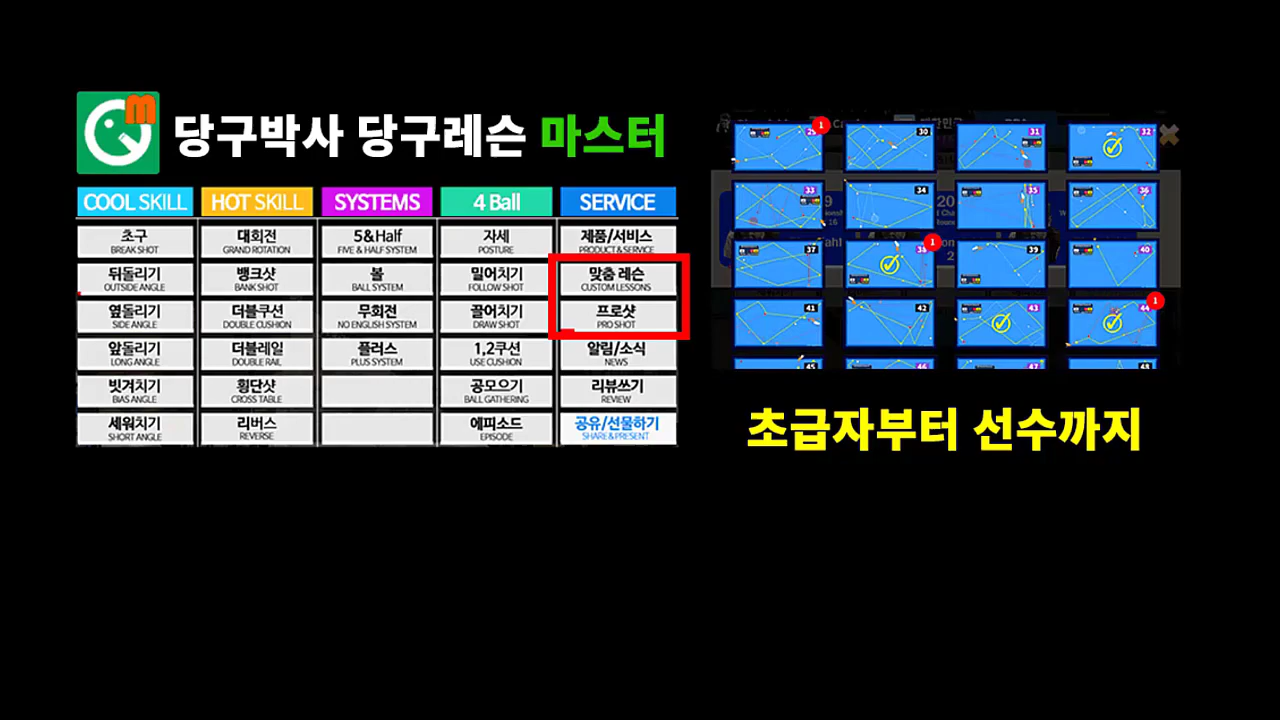 m
당구박사 당구레슨 마스터
COOL SKILL HOT SKILL SYSTEMS 4 Ball SERVICE
초구 대회전 5&Half 자세 제품/서비스
BREAK SHOT GRAND ROTATION FIVE & HALF SYSTEM POSTURE PRODUCT & SERVICE
뒤돌리기 뱅크샷 볼 밀어치기 맞춤 레슨
OUTSIDE ANGLE BANK SHOT BALL SYSTEM FOLLOW SHOT CUSTOM LESSONS
옆돌리기 더블쿠션 무회전 끌어치기 프로샷
SIDE ANGLE DOUBLE CUSHION NO ENGLISH SYSTEM DRAW SHOT PRO SHOT
앞돌리기 더블레일 플러스 1,2쿠션 알림/소식
LONG ANGLE DOUBLE RAIL PLUS SYSTEM USE CUSHION NEWS
빗겨치기 횡단샷 공모으기 리뷰쓰기
BIAS ANGLE CROSS TABLE BALL GATHERING REVIEW
세워치기 리버스 에피소드 공유/선물하기
SHORT ANGLE REVERSE EPISODE SHARE & PRESENT
29 1 30 31 32
33 34 35 36
37 38 1 39 40
41 42 43 44 1
45 46 47 48
초급자부터 선수까지